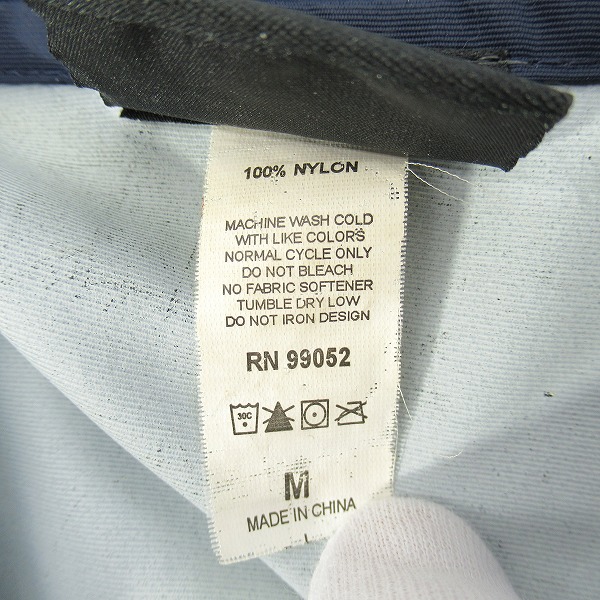 100% NYLON
MACHINE WASH COLD
WITH LIKE COLORS
NORMAL CYCLE ONLY
DO NOT BLEACH
NO FABRIC SOFTENER
TUMBLE DRY LOW
DO NOT IRON DESIGN
RN 99052
30C
M
MADE IN CHINA